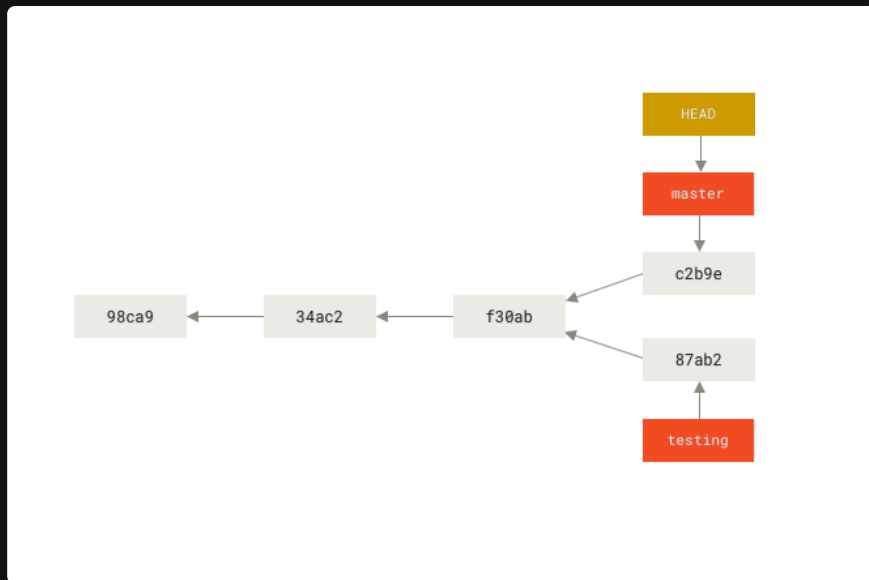 HEAD
master
c2b9e
98ca9 34ac2 f30ab
87ab2
testing